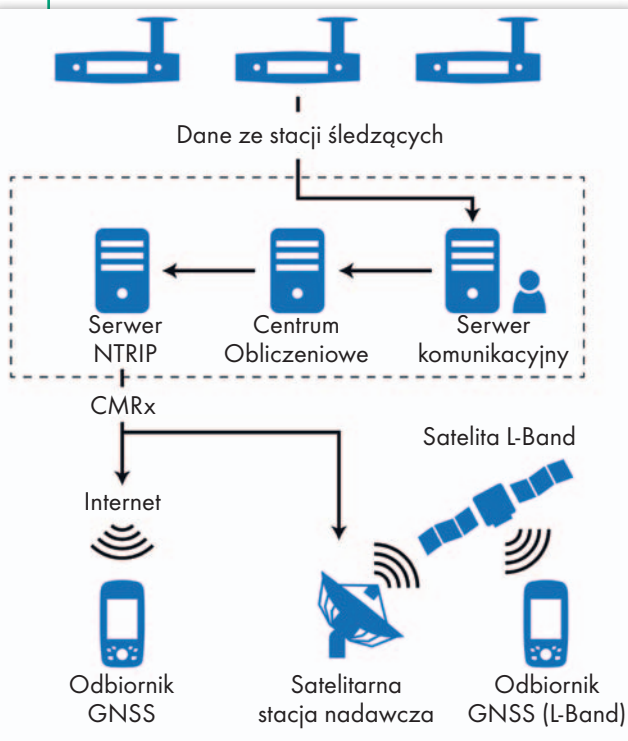 Dane ze stacji śledzących
Serwer
NTRIP
Centrum
Obliczeniowe
Serwer
komunikacyjny
CMRx
Satelita L-Band
Internet
Odbiornik
GNSS
Satelitarna
stacja nadawcza
Odbiornik
GNSS (L-Band)